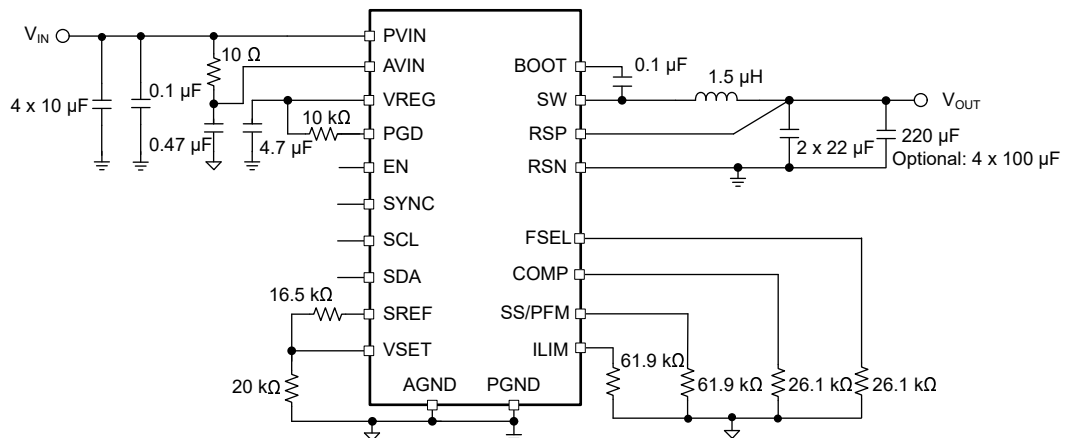 V_IN
PVIN
10 Ω
AVIN
BOOT
0.1 µF
1.5 µH
0.1 µF
4 x 10 µF
VREG
SW
V_OUT
10 kΩ
PGD
RSP
0.47 µF
4.7 µF
2 x 22 µF
220 µF
Optional: 4 x 100 µF
EN
RSN
SYNC
SCL
FSEL
SDA
COMP
16.5 kΩ
SREF
SS/PFM
VSET
ILIM
61.9 kΩ
20 kΩ
AGND
PGND
61.9 kΩ
26.1 kΩ
26.1 kΩ